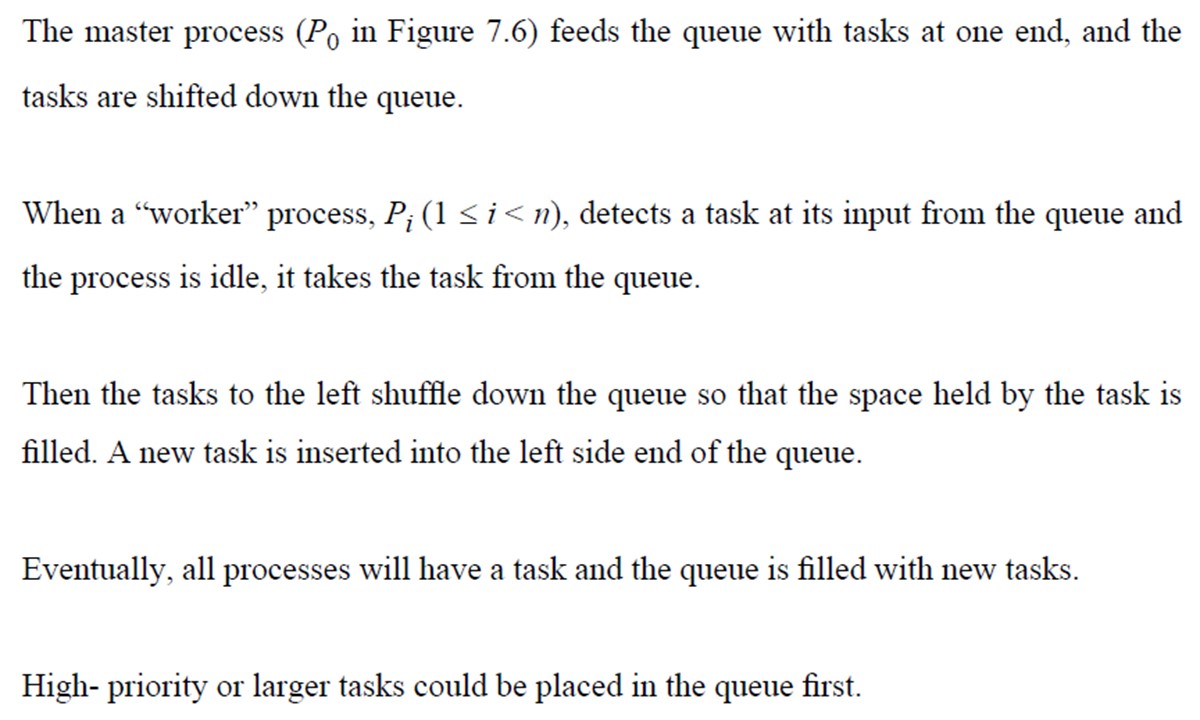 The master process (P0 in Figure 7.6) feeds the queue with tasks at one end, and the
tasks are shifted down the queue.
When a “worker” process, Pi (1 ≤ i < n), detects a task at its input from the queue and
the process is idle, it takes the task from the queue.
Then the tasks to the left shuffle down the queue so that the space held by the task is
filled. A new task is inserted into the left side end of the queue.
Eventually, all processes will have a task and the queue is filled with new tasks.
High- priority or larger tasks could be placed in the queue first.